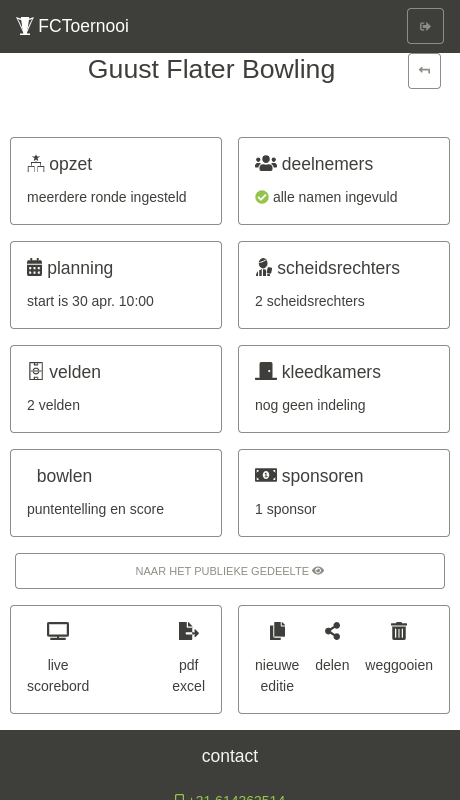 FCToernooi
Guust Flater Bowling
opzet
meerdere ronde ingesteld
deelnemers
alle namen ingevuld
planning
start is 30 apr. 10:00
scheidsrechters
2 scheidsrechters
velden
2 velden
kleedkamers
nog geen indeling
bowlen
puntentelling en score
sponsoren
1 sponsor
NAAR HET PUBLIEKE GEDEELTE
live
scorebord
pdf
excel
nieuwe
editie
delen
weggooien
contact